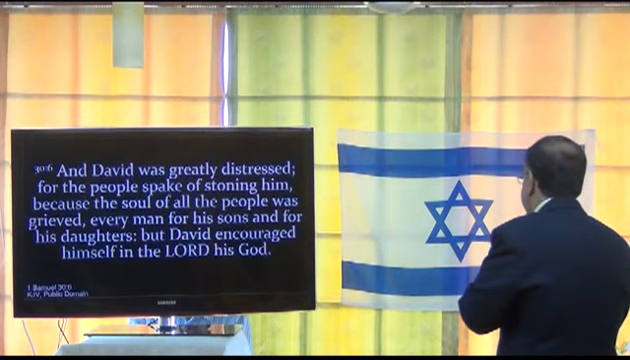 30:6 And David was greatly distressed;
for the people spake of stoning him,
because the soul of all the people was
grieved, every man for his sons and for
his daughters: but David encouraged
himself in the LORD his God.
1 Samuel 30:6
KJV, Public Domain
SAMSUNG